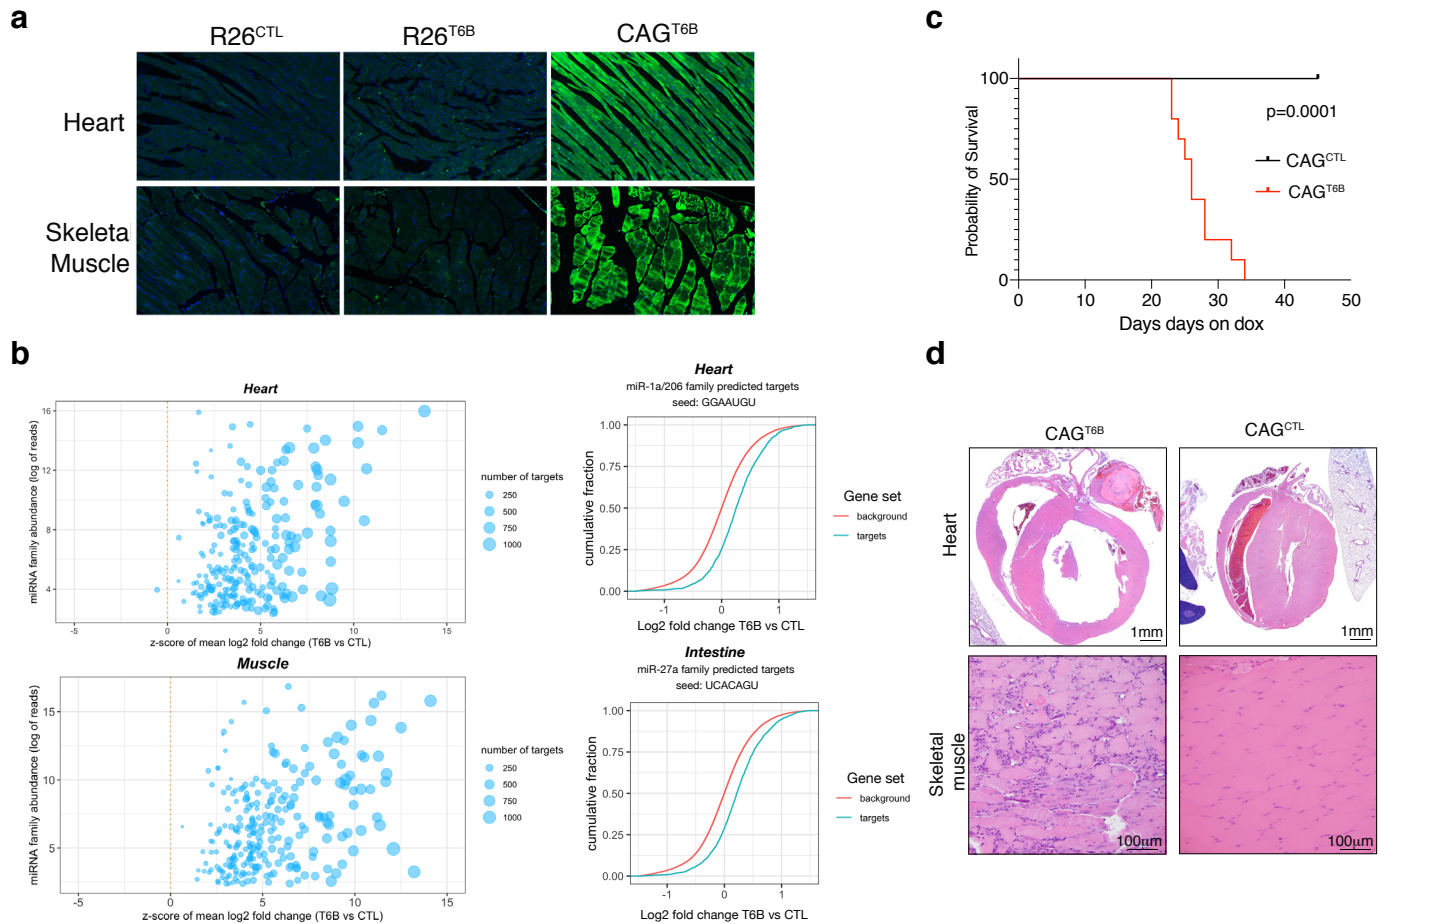 a
R26CTL
R26T6B
CAGT6B
Heart
Skeleta
Muscle
c
100
50
0
Probability of Survival
0 10 20 30 40 50
Days days on dox
p=0.0001
CAGCTL
CAGT6B
b
Heart
16
12
8
4
miRNA family abundance (log of reads)
-5 0 5 10 15
z-score of mean log2 fold change (T6B vs CTL)
number of targets
250
500
750
1000
Heart
miR-1a/206 family predicted targets
seed: GGAAUGU
1.00
0.75
0.50
0.25
0.00
cumulative fraction
-1 0 1
Log2 fold change T6B vs CTL
Gene set
background
targets
Muscle
15
10
5
miRNA family abundance (log of reads)
-5 0 5 10 15
z-score of mean log2 fold change (T6B vs CTL)
number of targets
250
500
750
1000
Intestine
miR-27a family predicted targets
seed: UCACAGU
1.00
0.75
0.50
0.25
0.00
cumulative fraction
-1 0 1
Log2 fold change T6B vs CTL
Gene set
background
targets
d
CAGT6B
CAGCTL
Heart
1mm
1mm
Skeletal
muscle
100µm
100µm